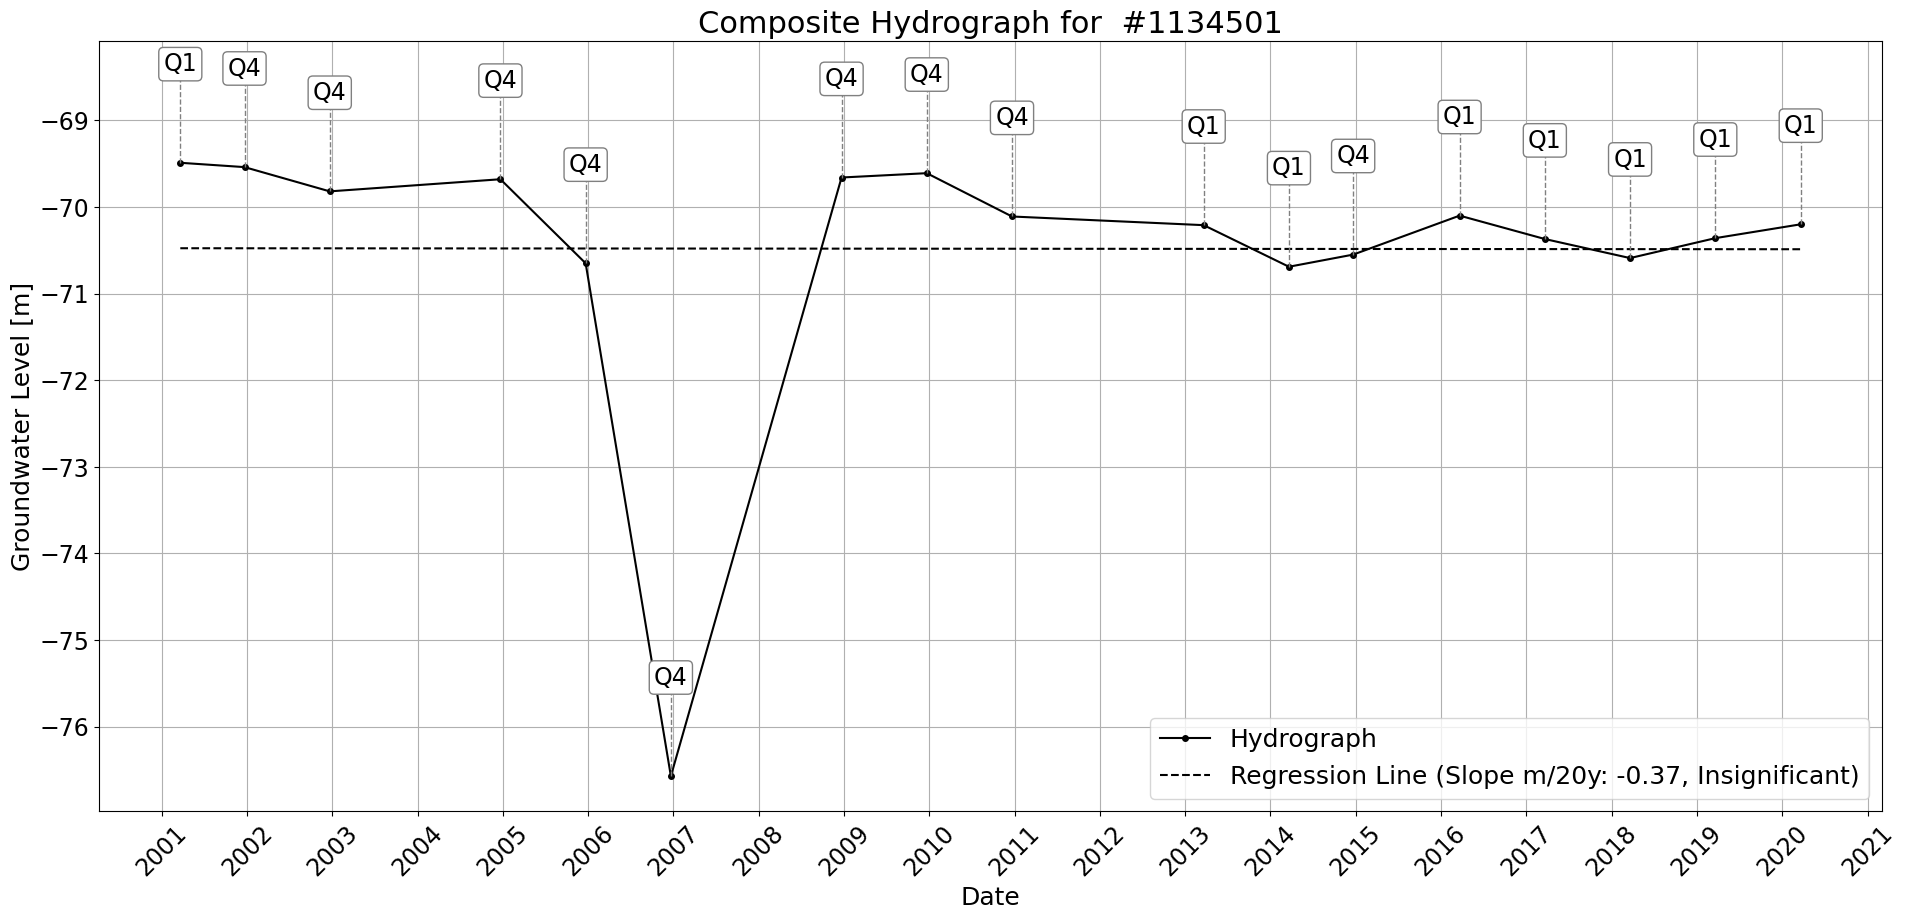 Composite Hydrograph for  #1134501
Q1
Q4
Q4
Q4
Q4
Q4
Q4
Q4
Q4
Q1
Q1
Q4
Q1
Q1
Q1
Q1
Q1
Groundwater Level [m]
−69
−70
−71
−72
−73
−74
−75
−76
Hydrograph
Regression Line (Slope m/20y: -0.37, Insignificant)
2001
2002
2003
2004
2005
2006
2007
2008
2009
2010
2011
2012
2013
2014
2015
2016
2017
2018
2019
2020
2021
Date